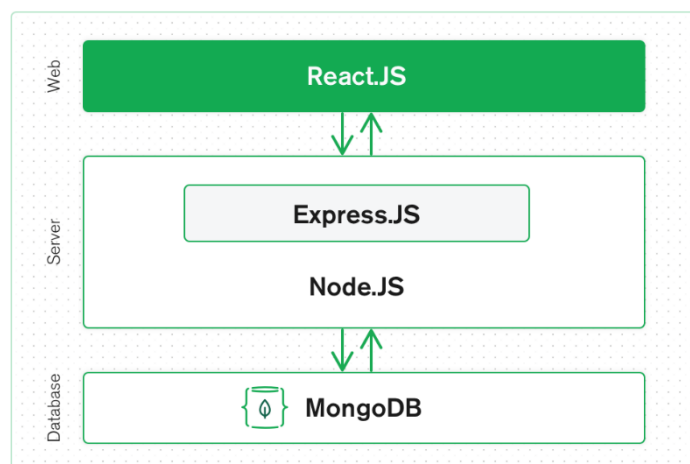 Web
React.JS
Server
Express.JS
Node.JS
Database
MongoDB